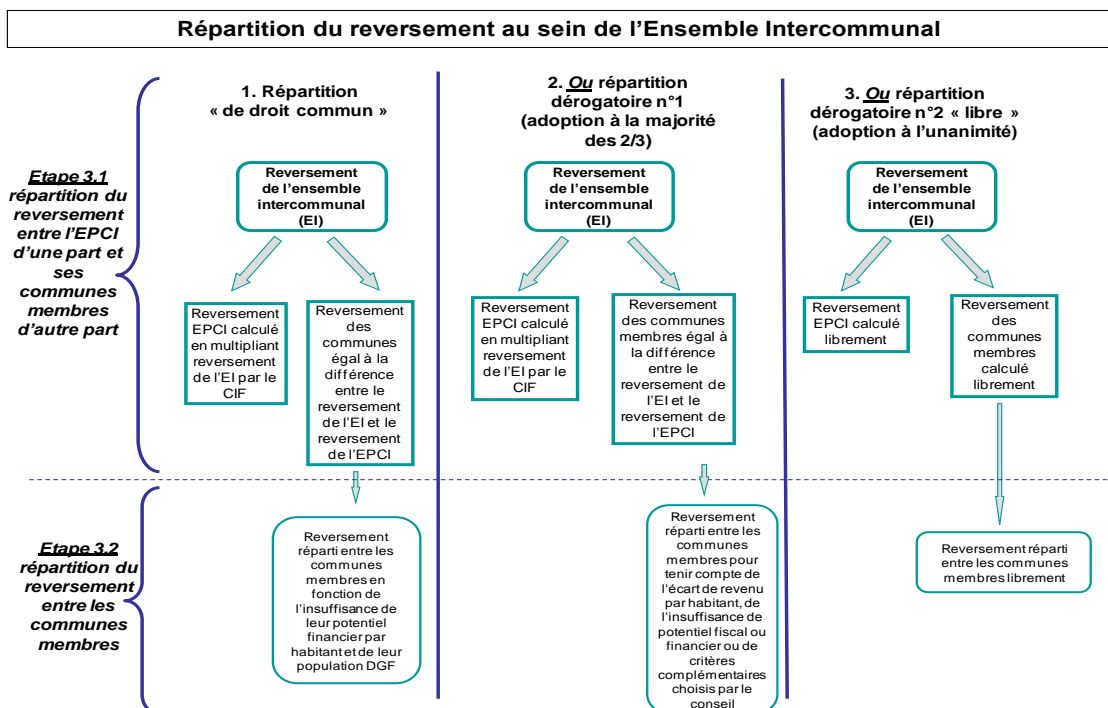 Répartition du reversement au sein de l’Ensemble Intercommunal
1. Répartition
« de droit commun »
2. Ou répartition
dérogatoire n°1
(adoption à la majorité
des 2/3)
3. Ou répartition
dérogatoire n°2 « libre »
(adoption à l’unanimité)
Etape 3.1
répartition du
reversement
entre l’EPCI
d’une part et
ses
communes
membres
d’autre part
Reversement
de l’ensemble
intercommunal
(EI)
Reversement
de l’ensemble
intercommunal
(EI)
Reversement
de l’ensemble
intercommunal
(EI)
Reversement
EPCI calculé
en multipliant
reversement
de l’EI par le
CIF
Reversement
des
communes
égal à la
différence
entre le
reversement
de l’EI et le
reversement
de l’EPCI
Reversement
EPCI calculé
en multipliant
reversement
de l’EI par le
CIF
Reversement
des communes
membres égal à
la différence
entre le
reversement de
l’EI et le
reversement de
l’EPCI
Reversement
EPCI calculé
librement
Reversement
des
communes
membres
calculé
librement
Etape 3.2
répartition du
reversement
entre les
communes
membres
Reversement
réparti entre les
communes
membres en
fonction de
l’insuffisance de
leur potentiel
financier par
habitant et de leur
population DGF
Reversement
réparti entre les
communes
membres pour
tenir compte de
l’écart de revenu
par habitant, de
l’insuffisance de
potentiel fiscal ou
financier ou de
critères
complémentaires
choisis par le
conseil
Reversement réparti
entre les communes
membres librement